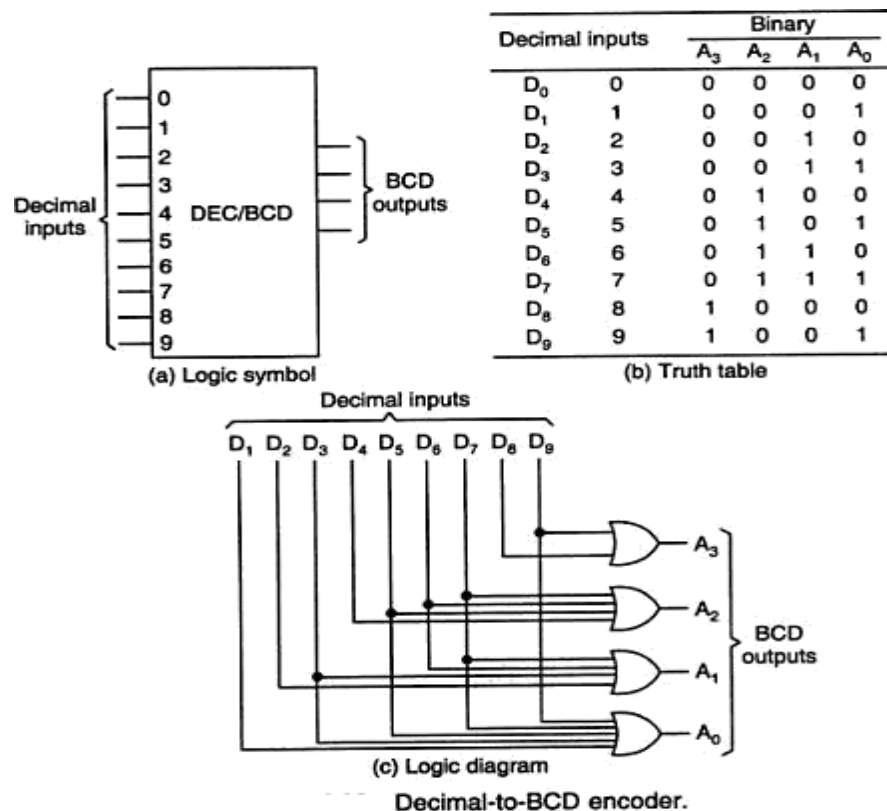 0
1
2
3
4
5
6
7
8
9
Decimal
inputs
DEC/BCD
BCD
outputs
(a) Logic symbol
Decimal inputs Binary
A₃ A₂ A₁ A₀
D₀ 0 0 0 0 0
D₁ 1 0 0 0 1
D₂ 2 0 0 1 0
D₃ 3 0 0 1 1
D₄ 4 0 1 0 0
D₅ 5 0 1 0 1
D₆ 6 0 1 1 0
D₇ 7 0 1 1 1
D₈ 8 1 0 0 0
D₉ 9 1 0 0 1
(b) Truth table
Decimal inputs
D₁ D₂ D₃ D₄ D₅ D₆ D₇ D₈ D₉
A₃
A₂
A₁
A₀
BCD
outputs
(c) Logic diagram
Decimal-to-BCD encoder.